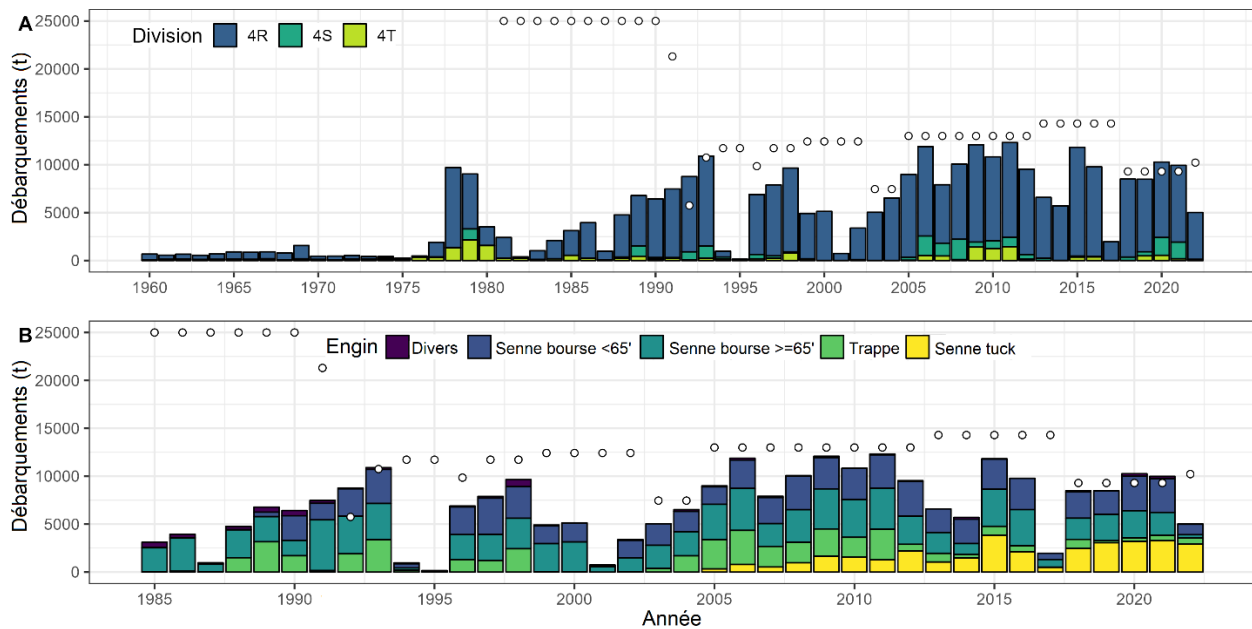 A
Division 4R 4S 4T
Débarquements (t)
25000
20000
15000
10000
5000
0
1960 1965 1970 1975 1980 1985 1990 1995 2000 2005 2010 2015 2020
B
Engin Divers Senne bourse <65' Senne bourse >=65' Trappe Senne tuck
Débarquements (t)
25000
20000
15000
10000
5000
0
1985 1990 1995 2000 2005 2010 2015 2020
Année